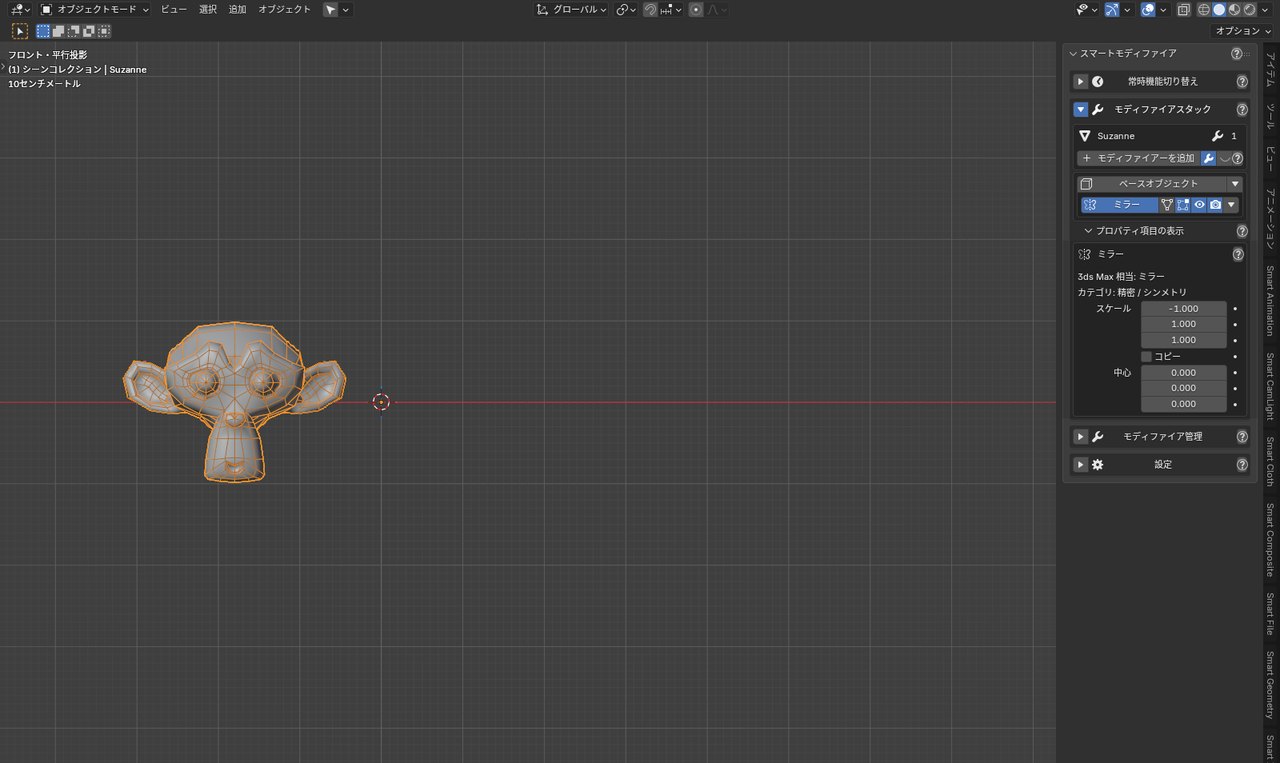 オブジェクトモード ビュー 選択 追加 オブジェクト グローバル
オプション
フロント・平行投影
(1) シーンコレクション | Suzanne
10センチメートル
スマートモディファイア
常時機能切り替え
モディファイアスタック
Suzanne 1
モディファイアーを追加
ベースオブジェクト
ミラー
プロパティ項目の表示
ミラー
3ds Max 相当: ミラー
カテゴリ: 精密 / シンメトリ
スケール -1.000
1.000
1.000
コピー
中心 0.000
0.000
0.000
モディファイア管理
設定
アイテム
ツール
ビュー
アニメーション
Smart Animation
Smart CamLight
Smart Cloth
Smart Composite
Smart File
Smart Geometry
Smart